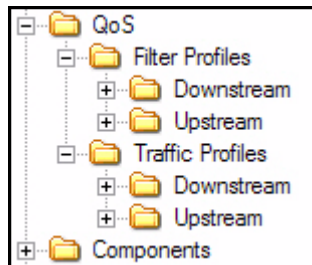 QoS
Filter Profiles
Downstream
Upstream
Traffic Profiles
Downstream
Upstream
Components